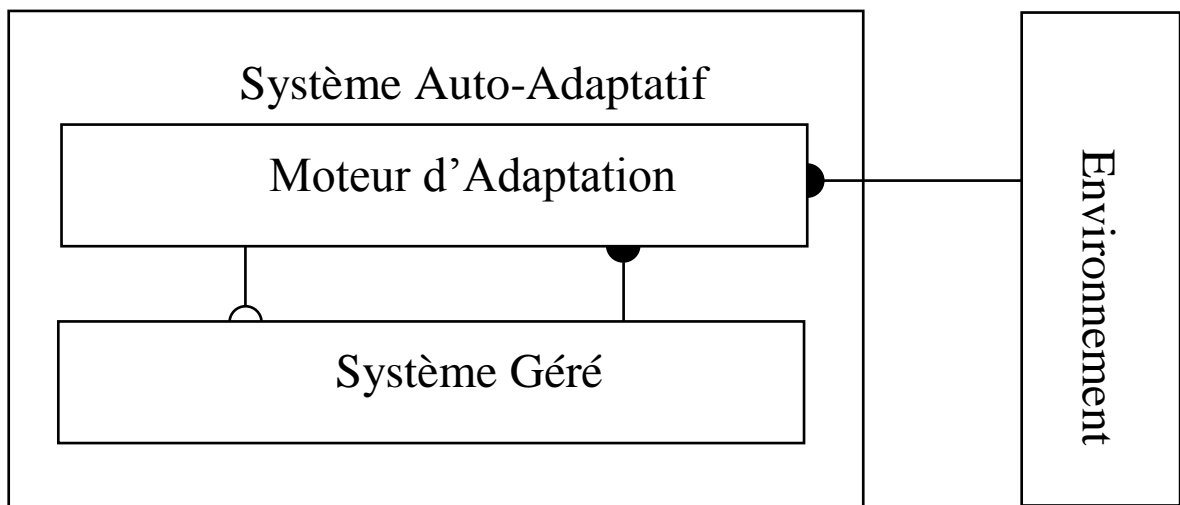 Système Auto-Adaptatif
Moteur d’Adaptation
Système Géré
Environnement